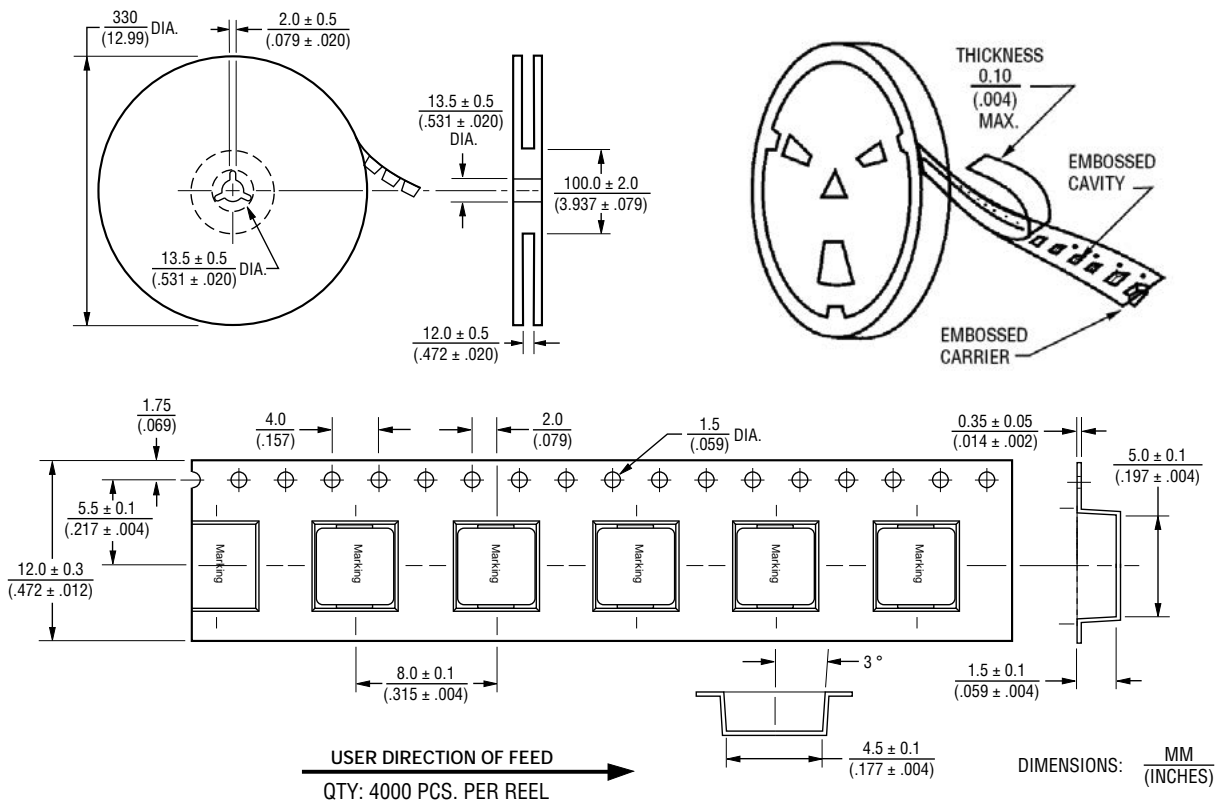 330
(12.99)
DIA.
2.0 ± 0.5
(.079 ± .020)
13.5 ± 0.5
(.531 ± .020)
DIA.
100.0 ± 2.0
(3.937 ± .079)
13.5 ± 0.5
(.531 ± .020)
DIA.
12.0 ± 0.5
(.472 ± .020)
THICKNESS
0.10
(.004)
MAX.
EMBOSSED
CAVITY
EMBOSSED
CARRIER
1.75
(.069)
4.0
(.157)
2.0
(.079)
1.5
(.059)
DIA.
0.35 ± 0.05
(.014 ± .002)
5.0 ± 0.1
(.197 ± .004)
5.5 ± 0.1
(.217 ± .004)
12.0 ± 0.3
(.472 ± .012)
Marking
Marking
Marking
Marking
Marking
Marking
8.0 ± 0.1
(.315 ± .004)
3 °
1.5 ± 0.1
(.059 ± .004)
4.5 ± 0.1
(.177 ± .004)
USER DIRECTION OF FEED
QTY: 4000 PCS. PER REEL
DIMENSIONS:
MM
(INCHES)